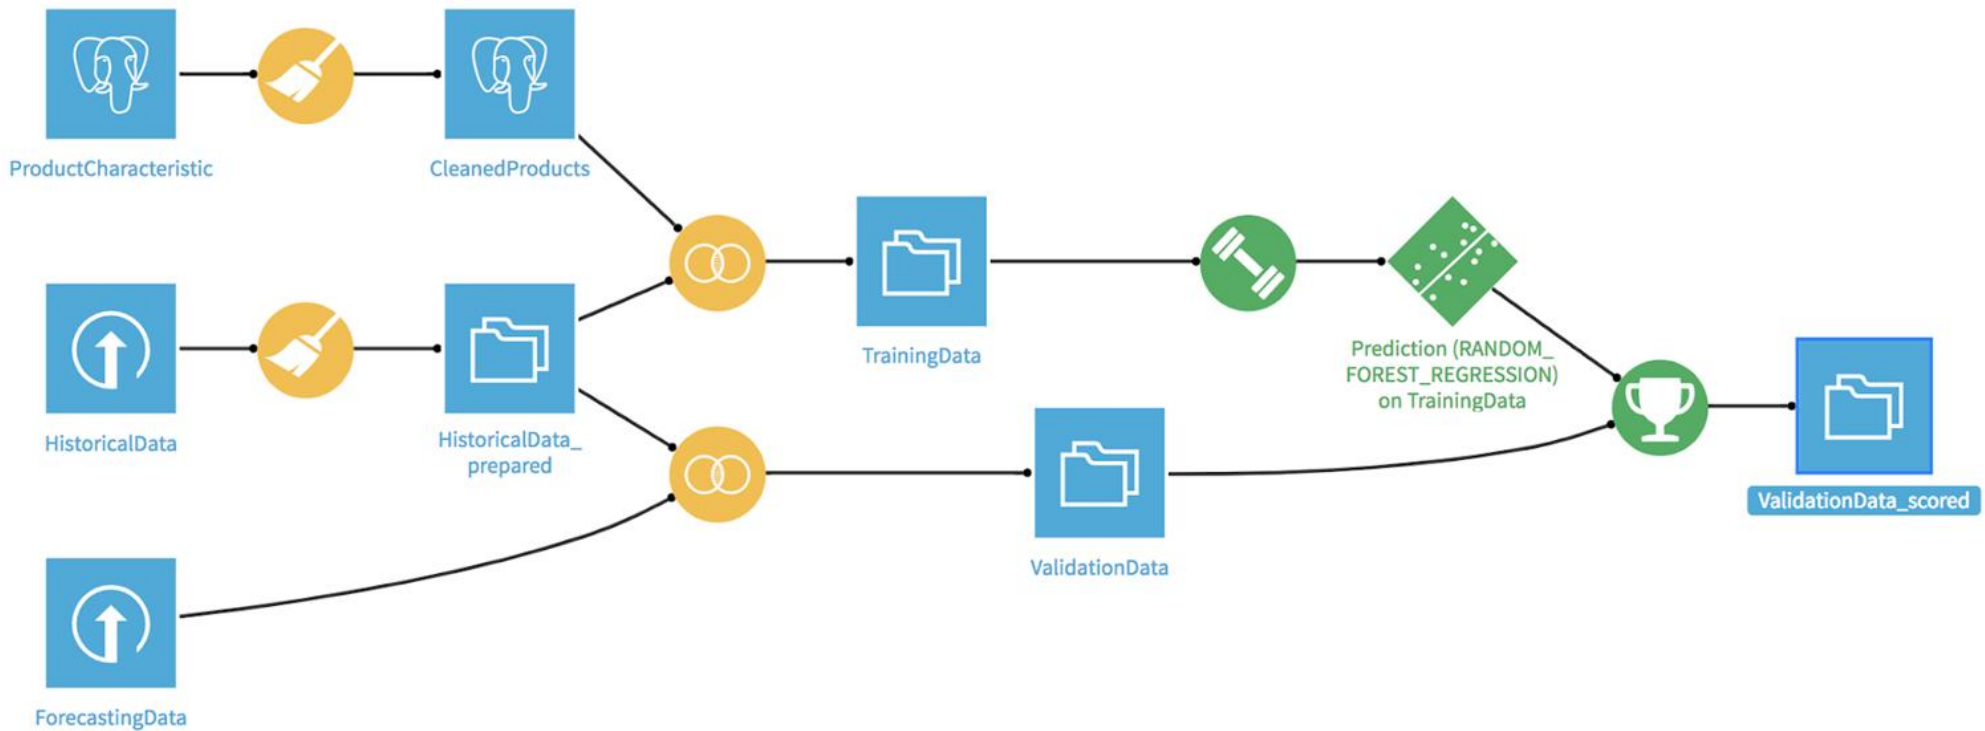 ProductCharacteristic
CleanedProducts
HistoricalData
HistoricalData_
prepared
TrainingData
Prediction (RANDOM_
FOREST_REGRESSION)
on TrainingData
ValidationData_scored
ValidationData
ForecastingData